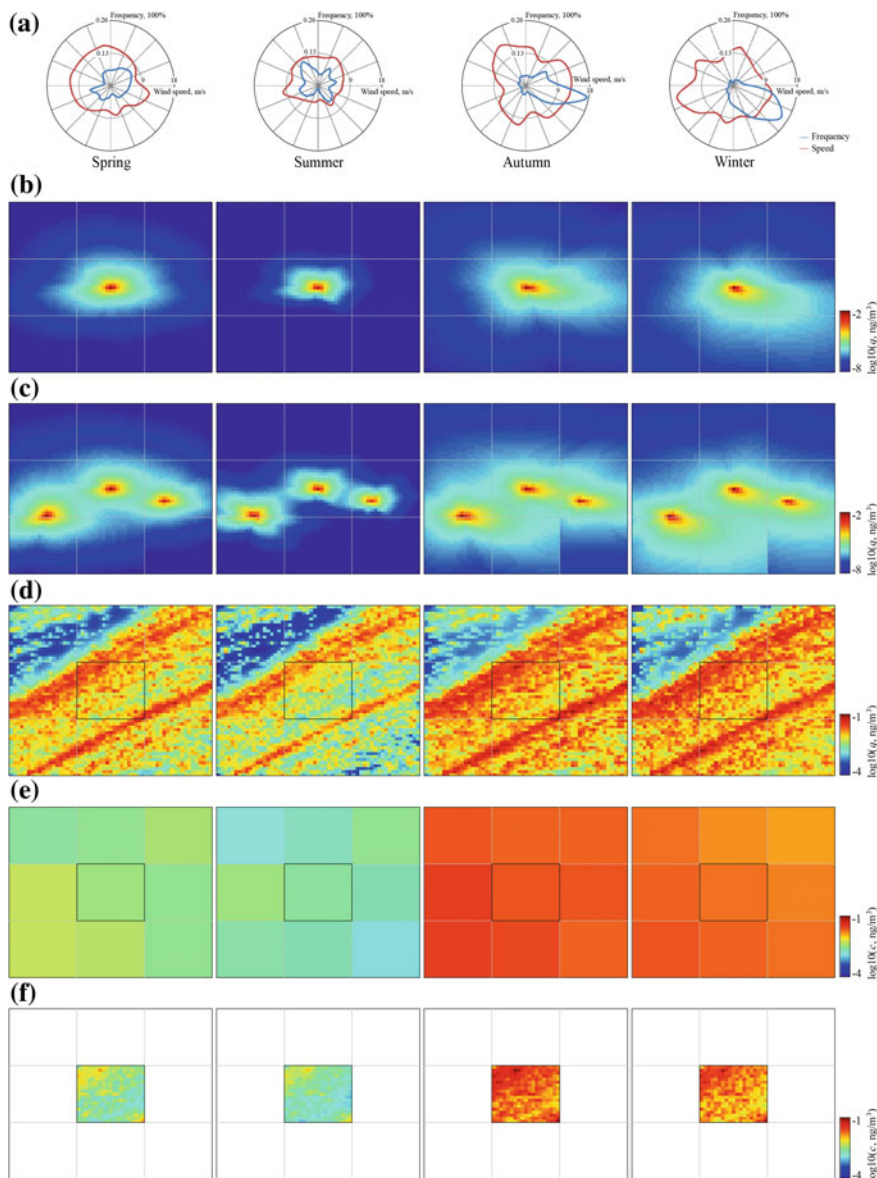 (a)
0.26 Frequency, 100%
0.13
9 18
Wind speed, m/s
Spring
0.26 Frequency, 100%
0.13
9 18
Wind speed, m/s
Summer
0.26 Frequency, 100%
0.13
Wind speed, m/s
9 18
Autumn
0.26 Frequency, 100%
0.13
9 18
Wind speed, m/s
Winter
Frequency
Speed
(b)
-2
-8
log10(q, ng/m³)
(c)
-2
-8
log10(q, ng/m³)
(d)
-1
-4
log10(q, ng/m³)
(e)
-1
-4
log10(c, ng/m³)
(f)
-1
-4
log10(c, ng/m³)